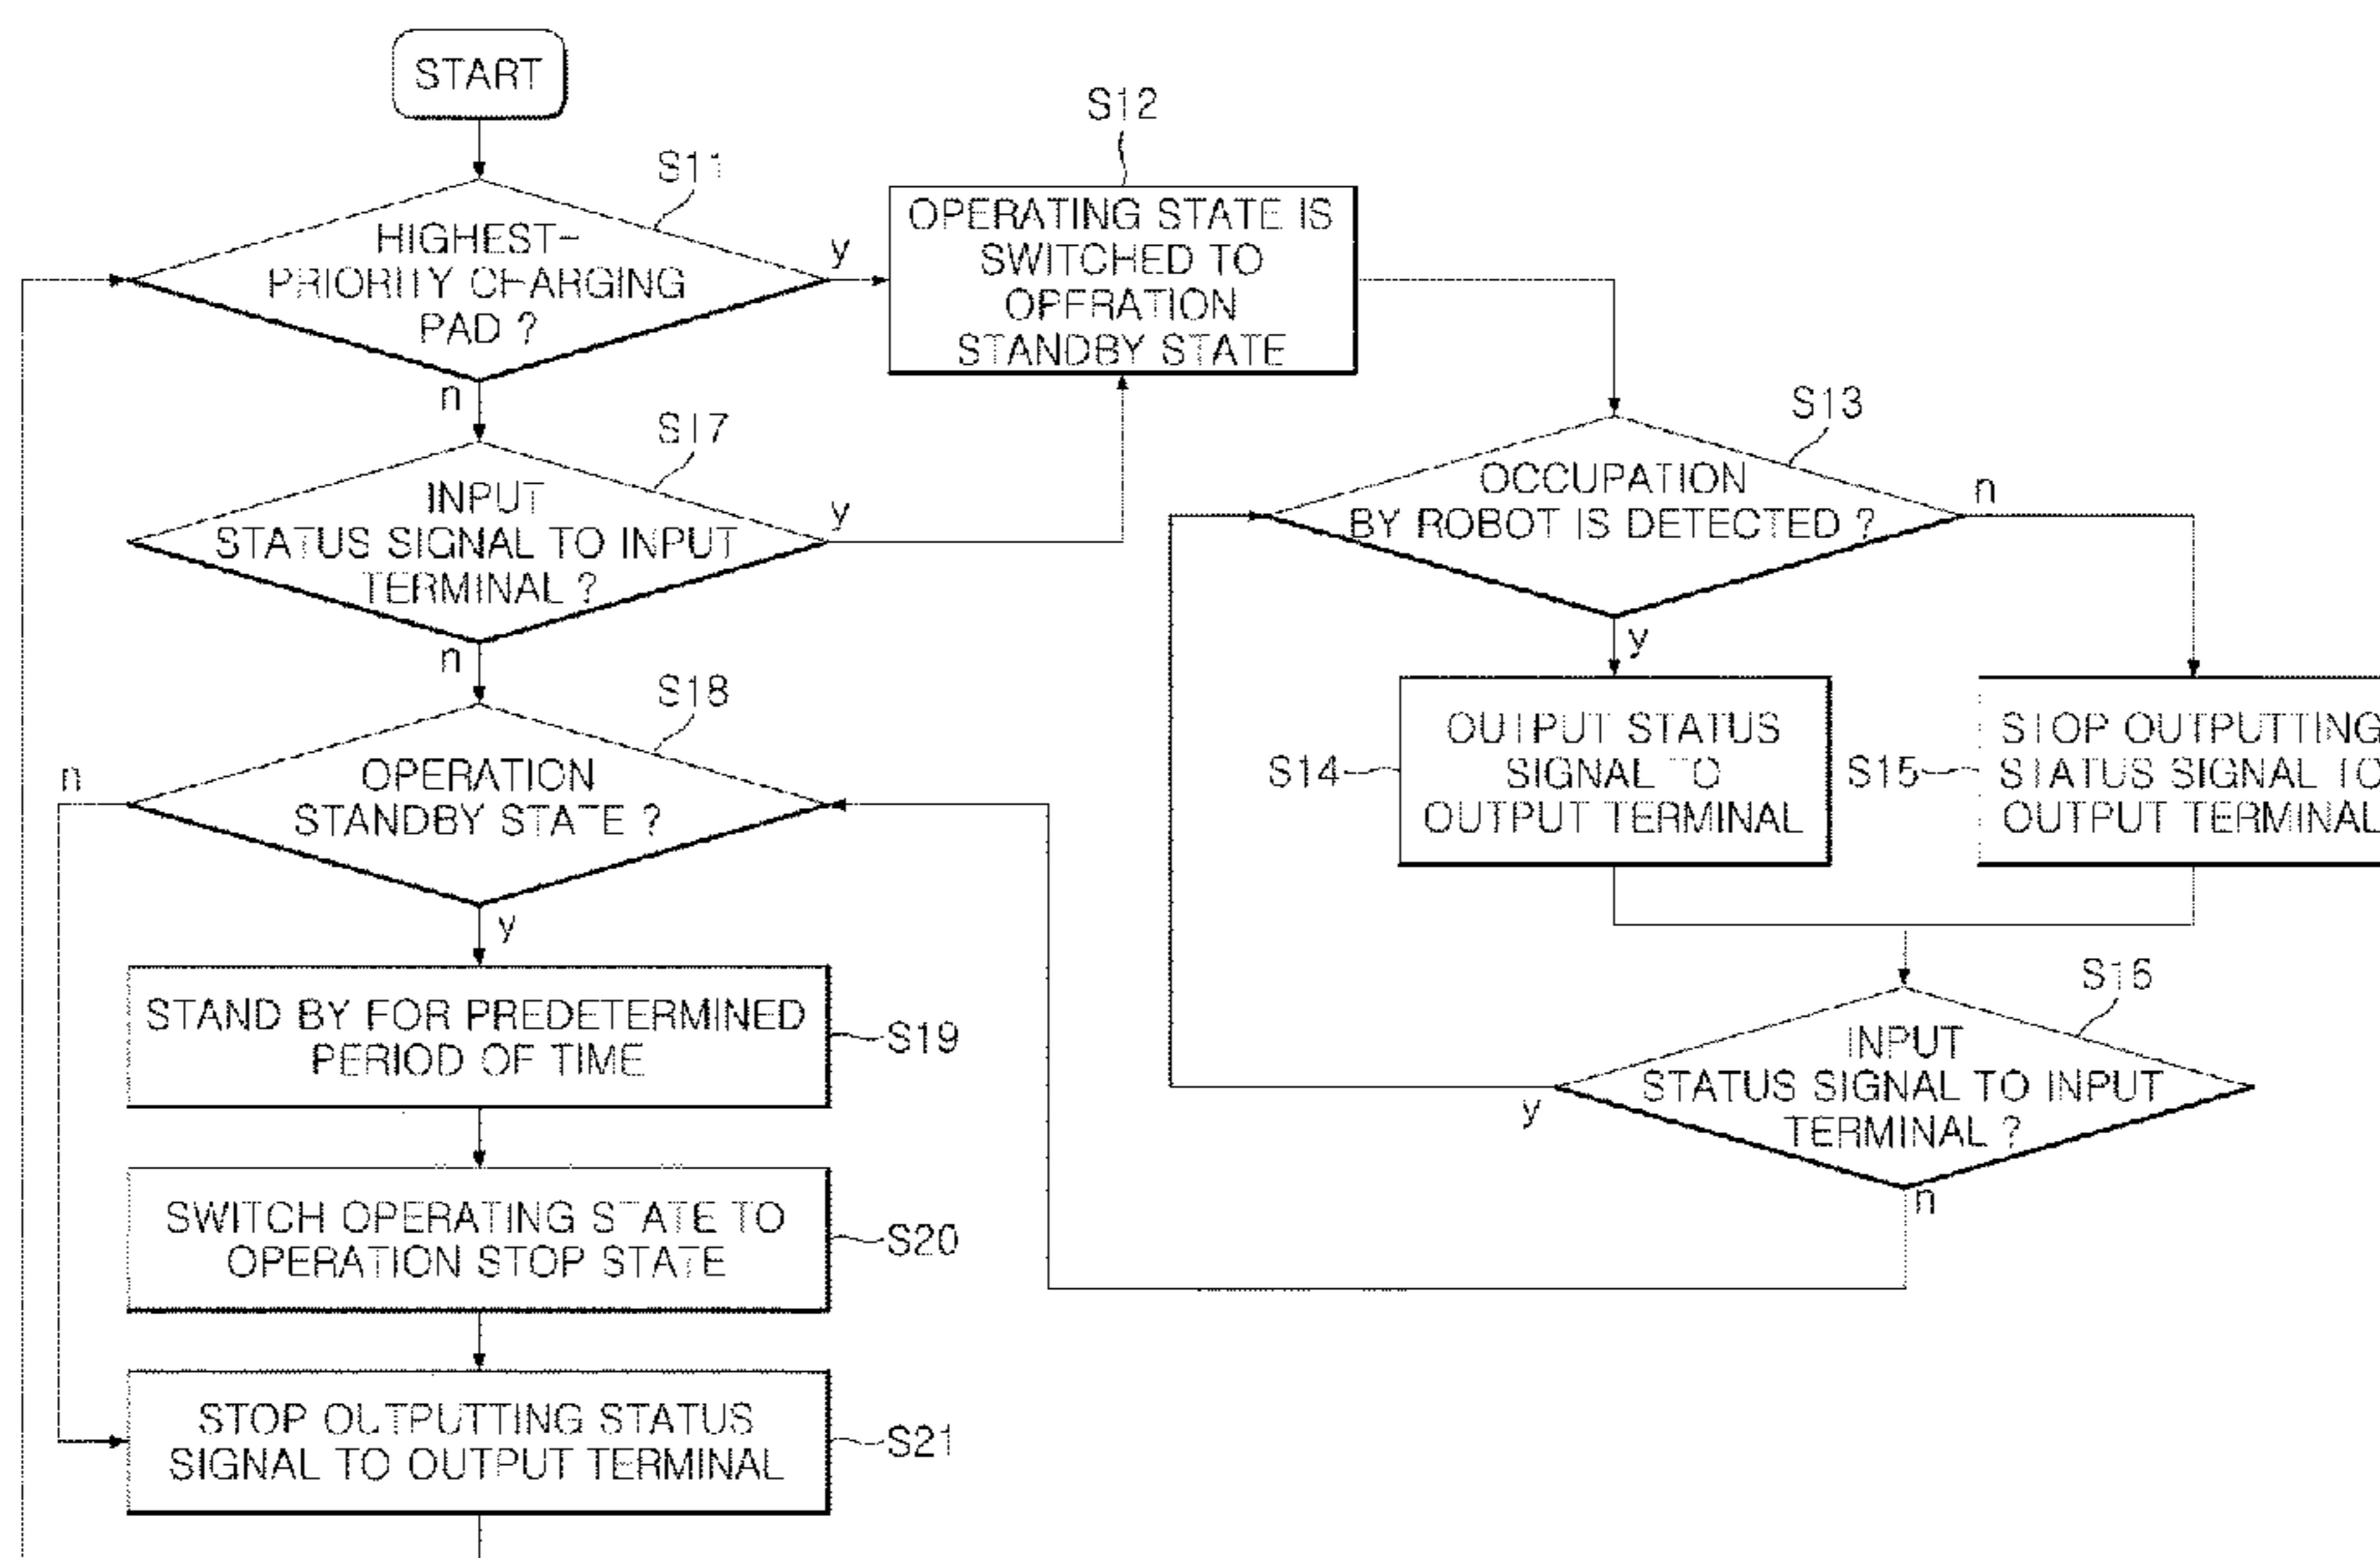 START
S11
HIGHEST-
PRIORITY CHARGING
PAD ?
y
n
S12
OPERATING STATE IS
SWITCHED TO
OPERATION
STANDBY STATE
S17
INPUT
STATUS SIGNAL TO INPUT
TERMINAL ?
y
n
S13
OCCUPATION
BY ROBOT IS DETECTED ?
n
y
S14
OUTPUT STATUS
SIGNAL TO
OUTPUT TERMINAL
S15
STOP OUTPUTTING
STATUS SIGNAL TO
OUTPUT TERMINAL
S16
INPUT
STATUS SIGNAL TO INPUT
TERMINAL ?
y
n
S18
OPERATION
STANDBY STATE ?
n
y
STAND BY FOR PREDETERMINED
PERIOD OF TIME
S19
SWITCH OPERATING STATE TO
OPERATION STOP STATE
S20
STOP OUTPUTTING STATUS
SIGNAL TO OUTPUT TERMINAL
S21